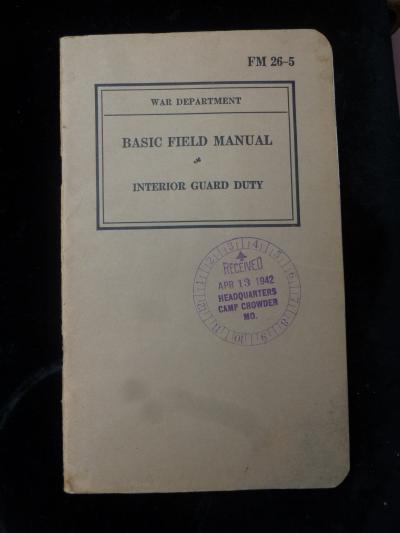 FM 26–5
WAR DEPARTMENT
BASIC FIELD MANUAL
INTERIOR GUARD DUTY
RECEIVED
APR 13 1942
HEADQUARTERS
CAMP CROWDER
MO.